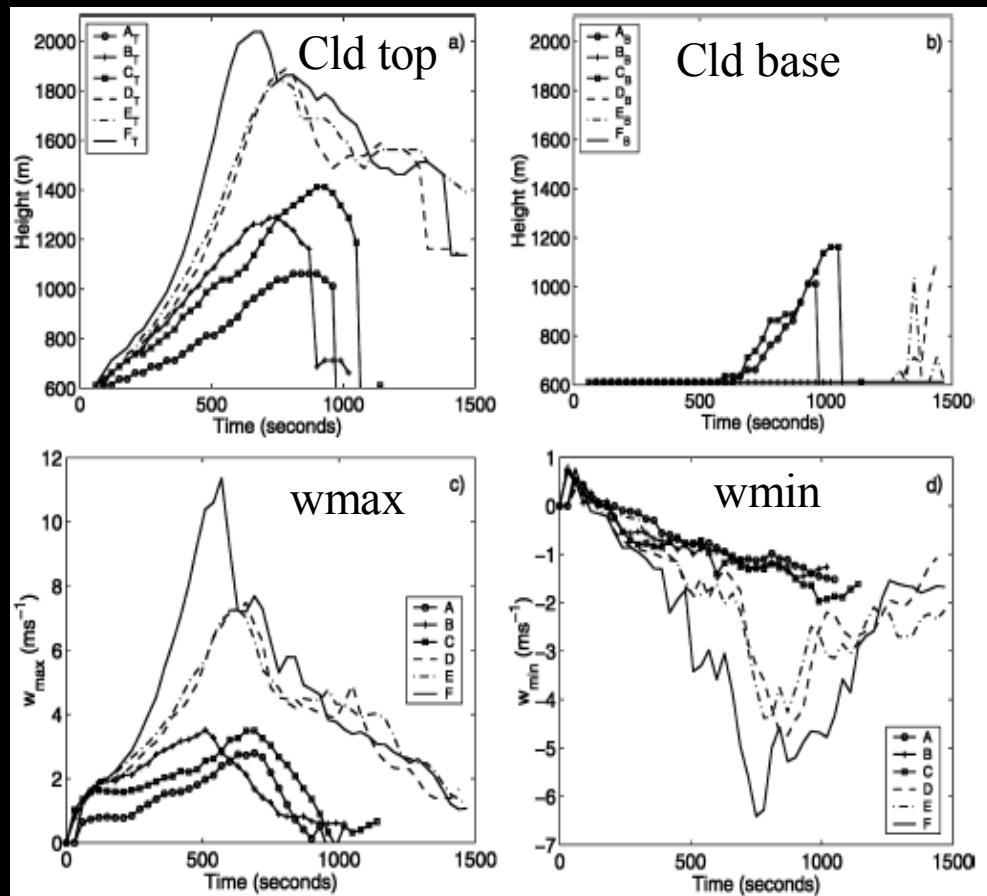 Cld top
a)
A_T
B_T
C_T
D_T
E_T
F_T
2000
1800
1600
1400
1200
1000
800
600
Height (m)
0 500 1000 1500
Time (seconds)
Cld base
b)
A_B
B_B
C_B
D_B
E_B
F_B
2000
1800
1600
1400
1200
1000
800
600
Height (m)
0 500 1000 1500
Time (seconds)
wmax
c)
12
10
8
6
4
2
0
w_max (ms⁻¹)
A
B
C
D
E
F
0 500 1000 1500
Time (seconds)
wmin
d)
1
0
-1
-2
-3
-4
-5
-6
-7
w_min (ms⁻¹)
A
B
C
D
E
F
0 500 1000 1500
Time (seconds)